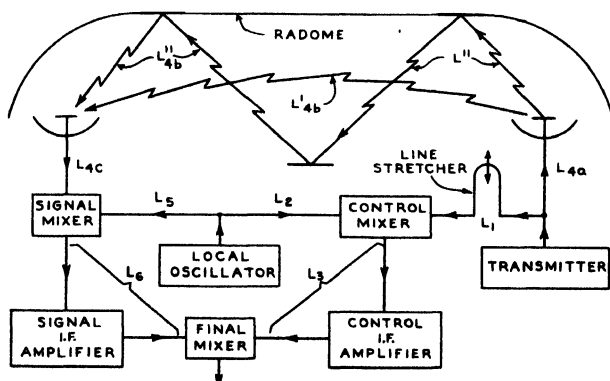 RADOME
L"4b
L"
L'4b
LINE
STRETCHER
L4c
L4a
SIGNAL
MIXER
L5
L2
CONTROL
MIXER
L1
LOCAL
OSCILLATOR
TRANSMITTER
L6
L3
SIGNAL
I.F.
AMPLIFIER
FINAL
MIXER
CONTROL
I.F.
AMPLIFIER